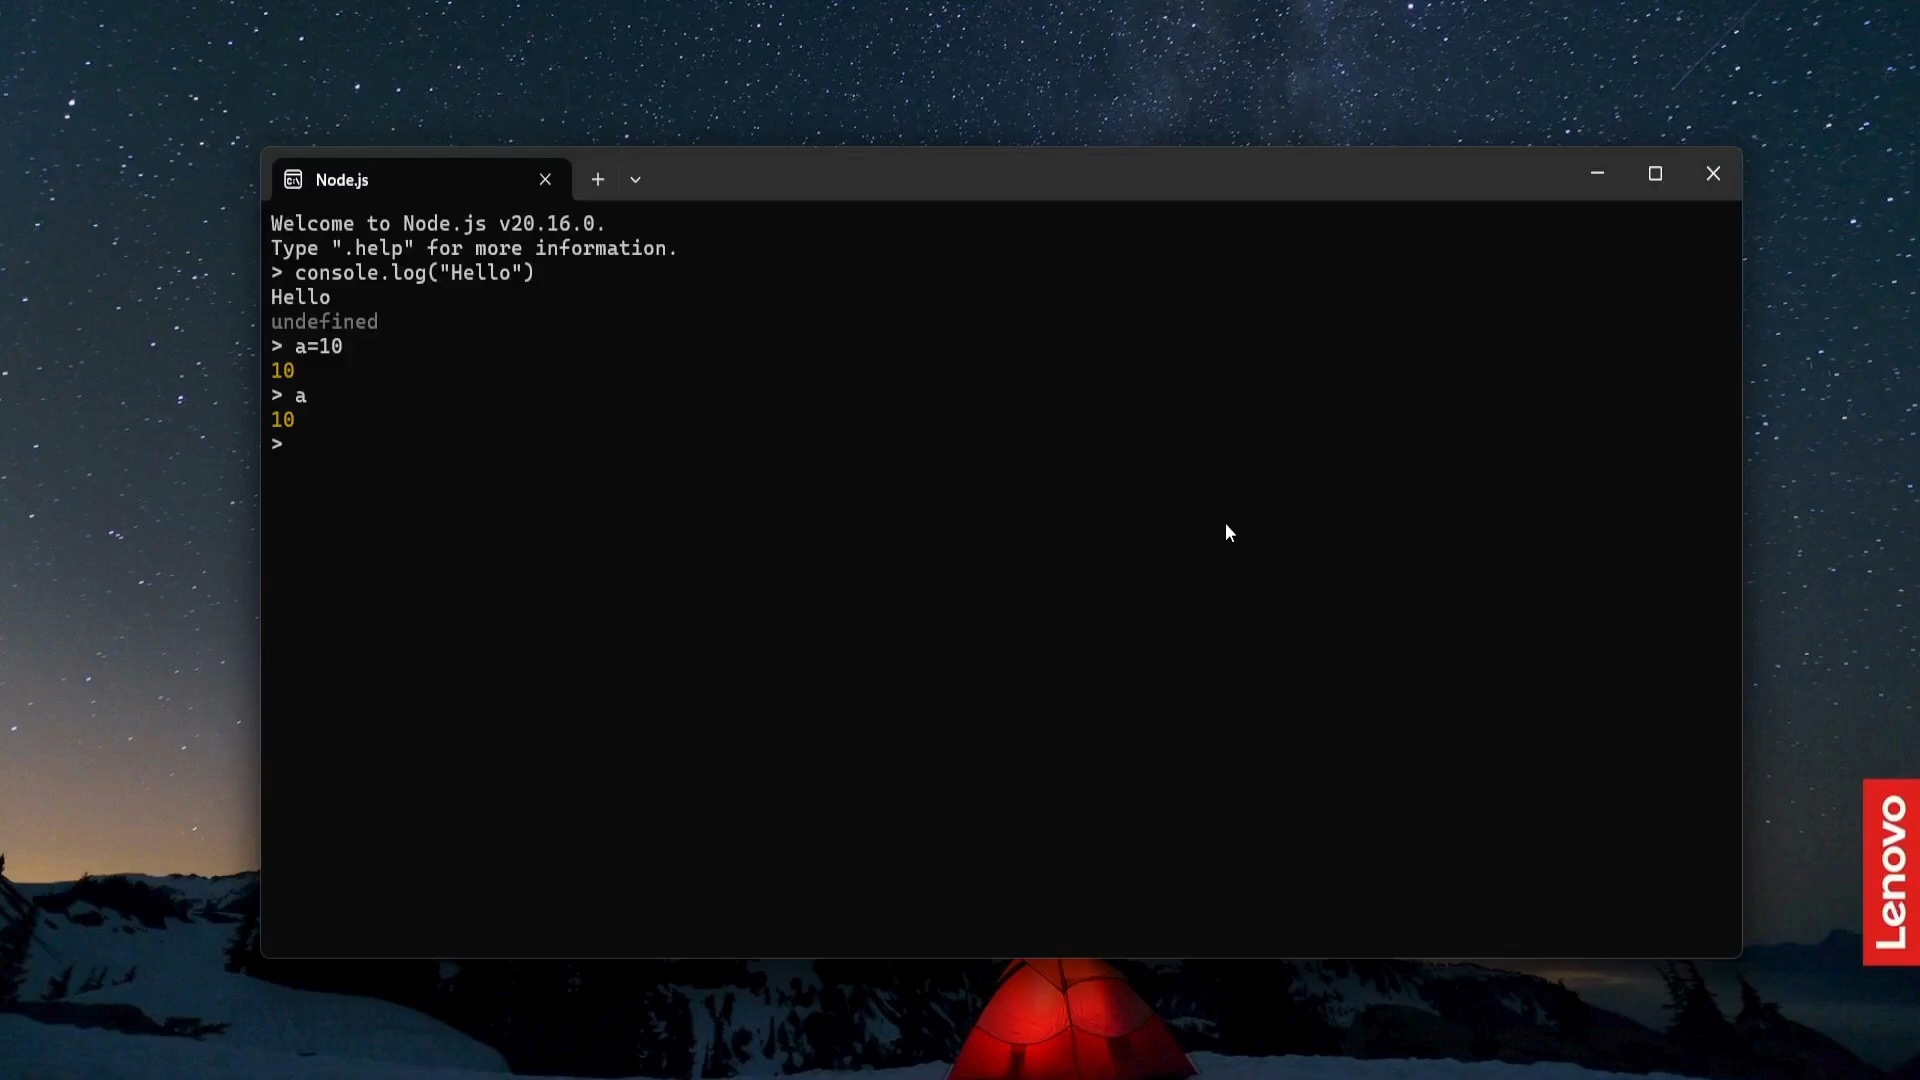 Node.js
Welcome to Node.js v20.16.0.
Type ".help" for more information.
> console.log("Hello")
Hello
undefined
> a=10
10
> a
10
>
Lenovo